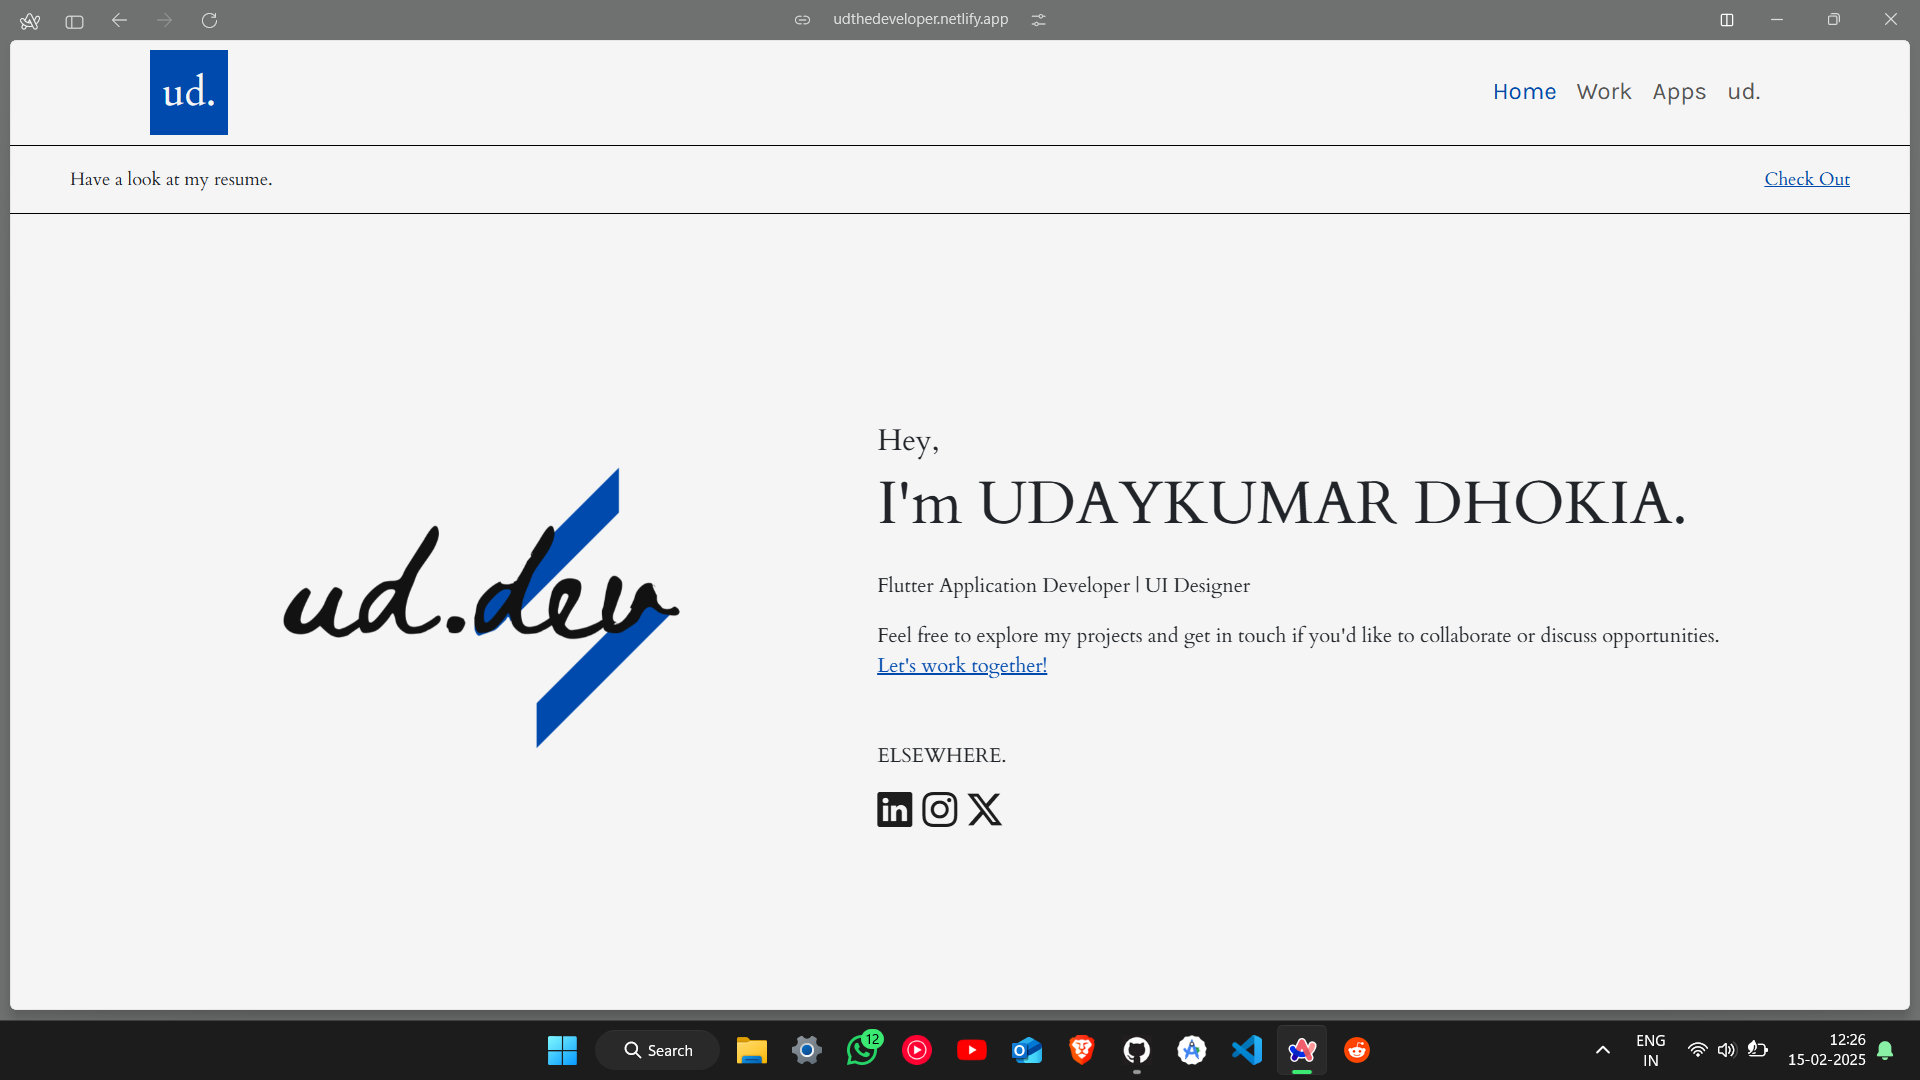 udthedeveloper.netlify.app
ud.
Home Work Apps ud.
Have a look at my resume. Check Out
Hey,
I'm UDAYKUMAR DHOKIA.
ud.dev
Flutter Application Developer | UI Designer
Feel free to explore my projects and get in touch if you'd like to collaborate or discuss opportunities.
Let's work together!
ELSEWHERE.
in
Search
12
ENG
IN
12:26
15-02-2025